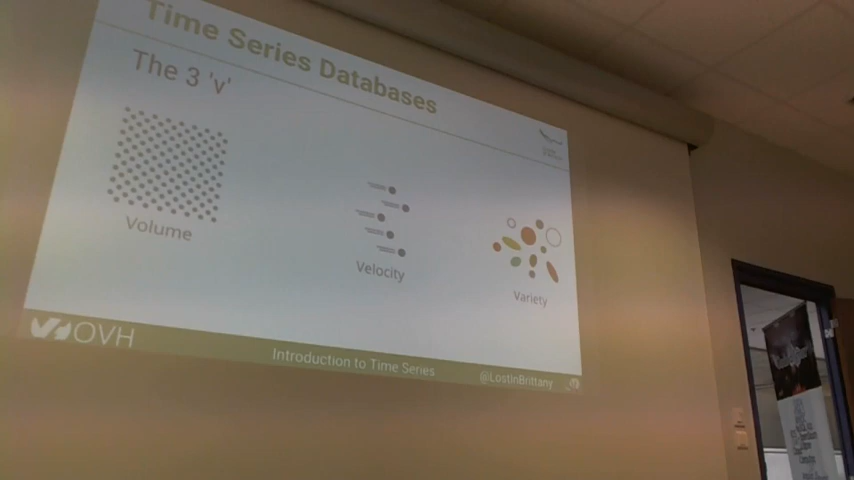 Time Series Databases
The 3 'v'
Volume
Velocity
Variety
OVH
Introduction to Time Series
@LostInBrittany